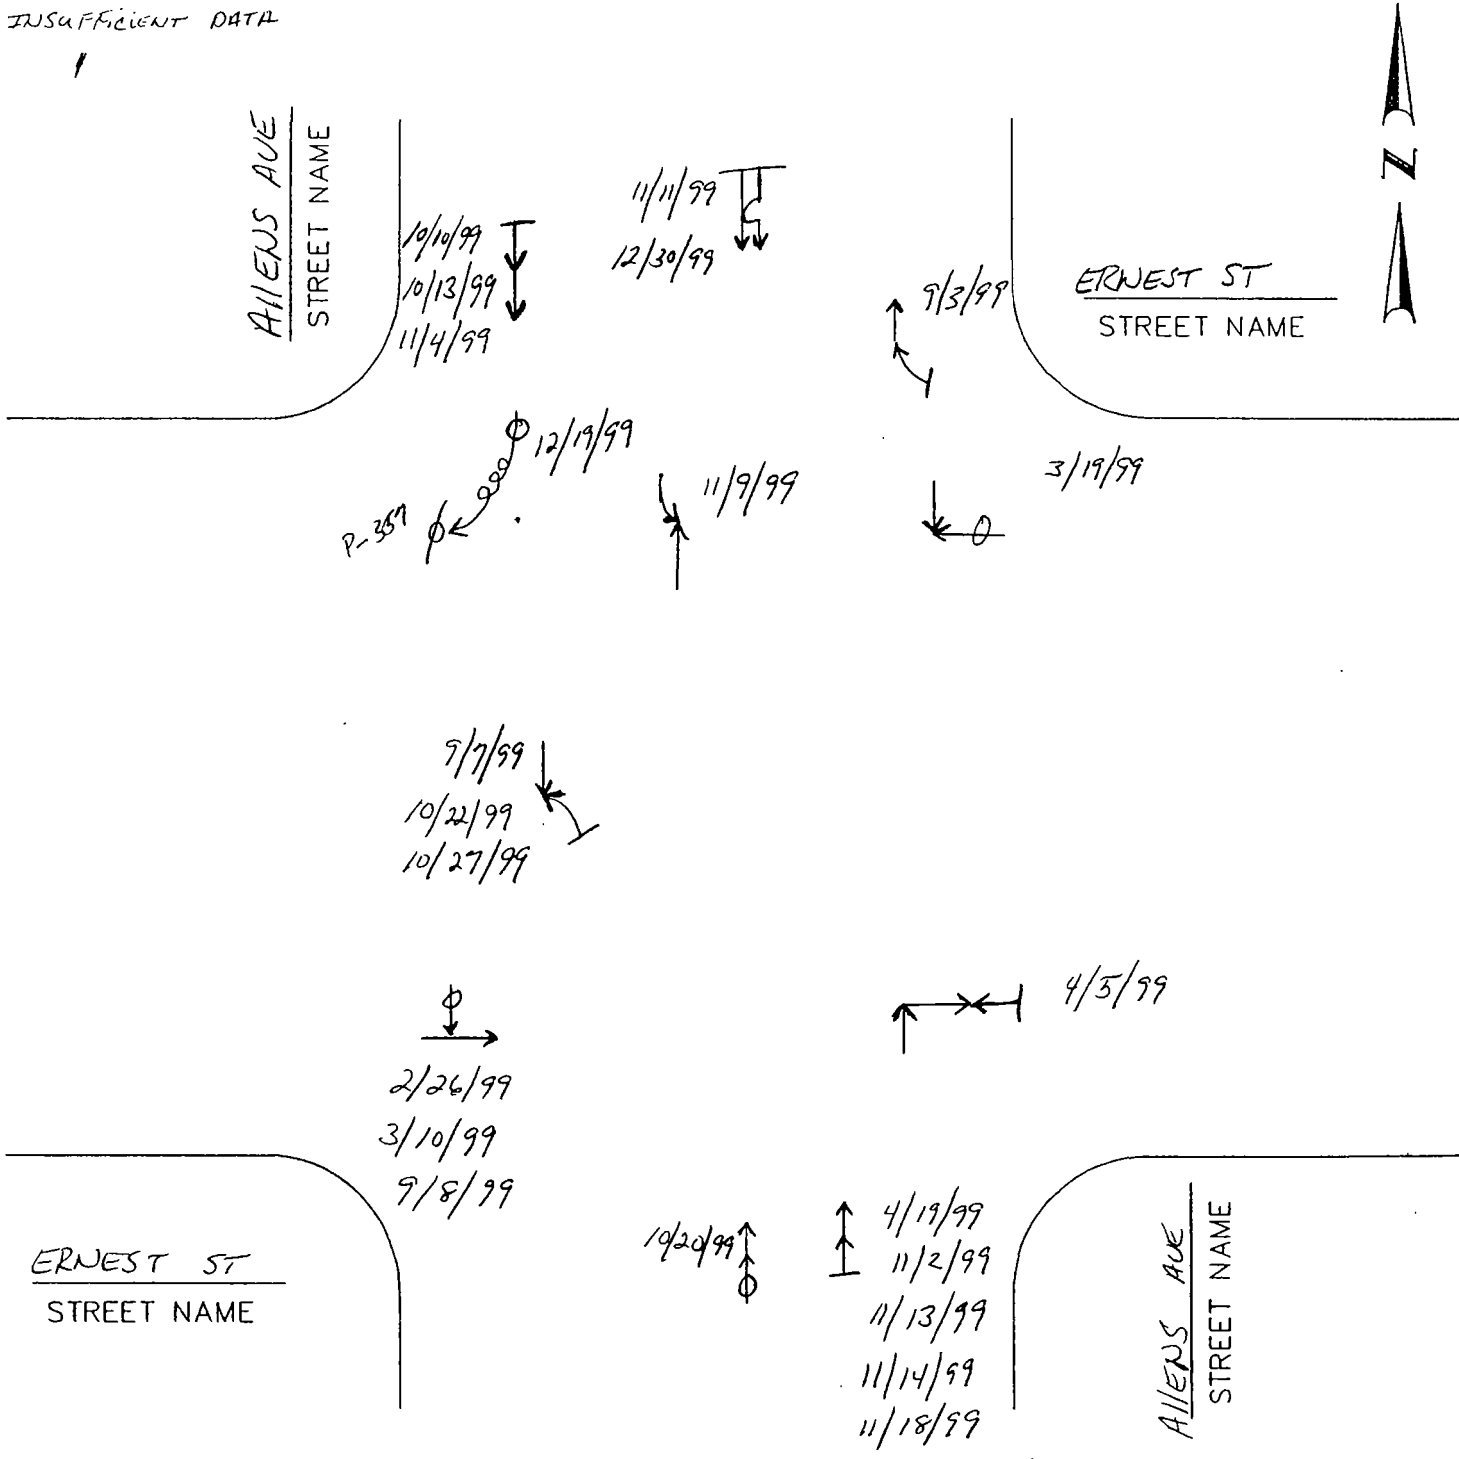 INSUFFICIENT DATA
ALLENS AVE
STREET NAME
11/11/99
12/30/99
10/10/99
10/13/99
11/4/99
9/3/99
N
ERNEST ST
STREET NAME
12/19/99
P-357
11/9/99
3/19/99
9/7/99
10/22/99
10/27/99
4/5/99
2/26/99
3/10/99
9/8/99
ERNEST ST
STREET NAME
10/20/99
4/19/99
11/2/99
11/13/99
11/14/99
11/18/99
ALLENS AVE
STREET NAME